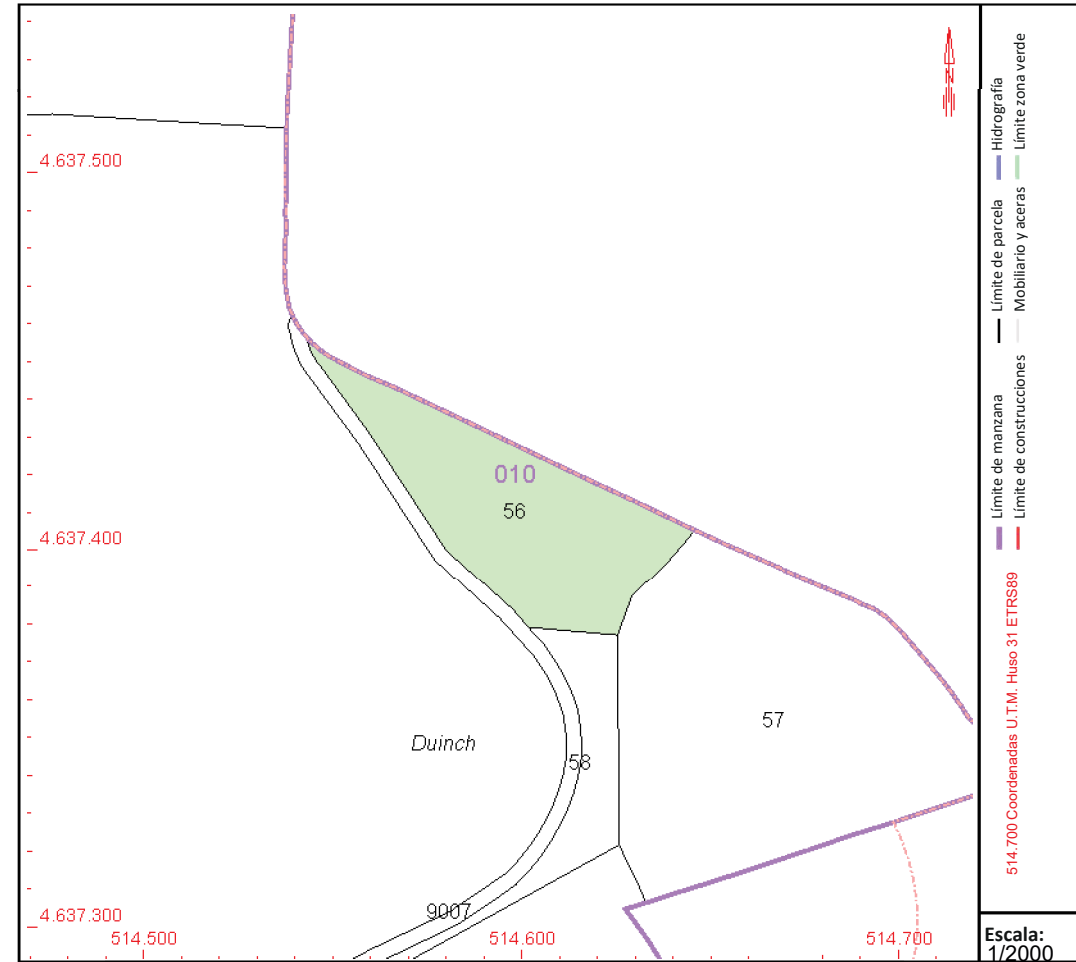 4.637.500
010
56
4.637.400
57
Duinch
58
9007
4.637.300
514.500
514.600
514.700
N
514.700 Coordenadas U.T.M. Huso 31 ETRS89
Límite de manzana
Límite de parcela
Hidrografía
Límite de construcciones
Mobiliario y aceras
Límite zona verde
Escala:
1/2000